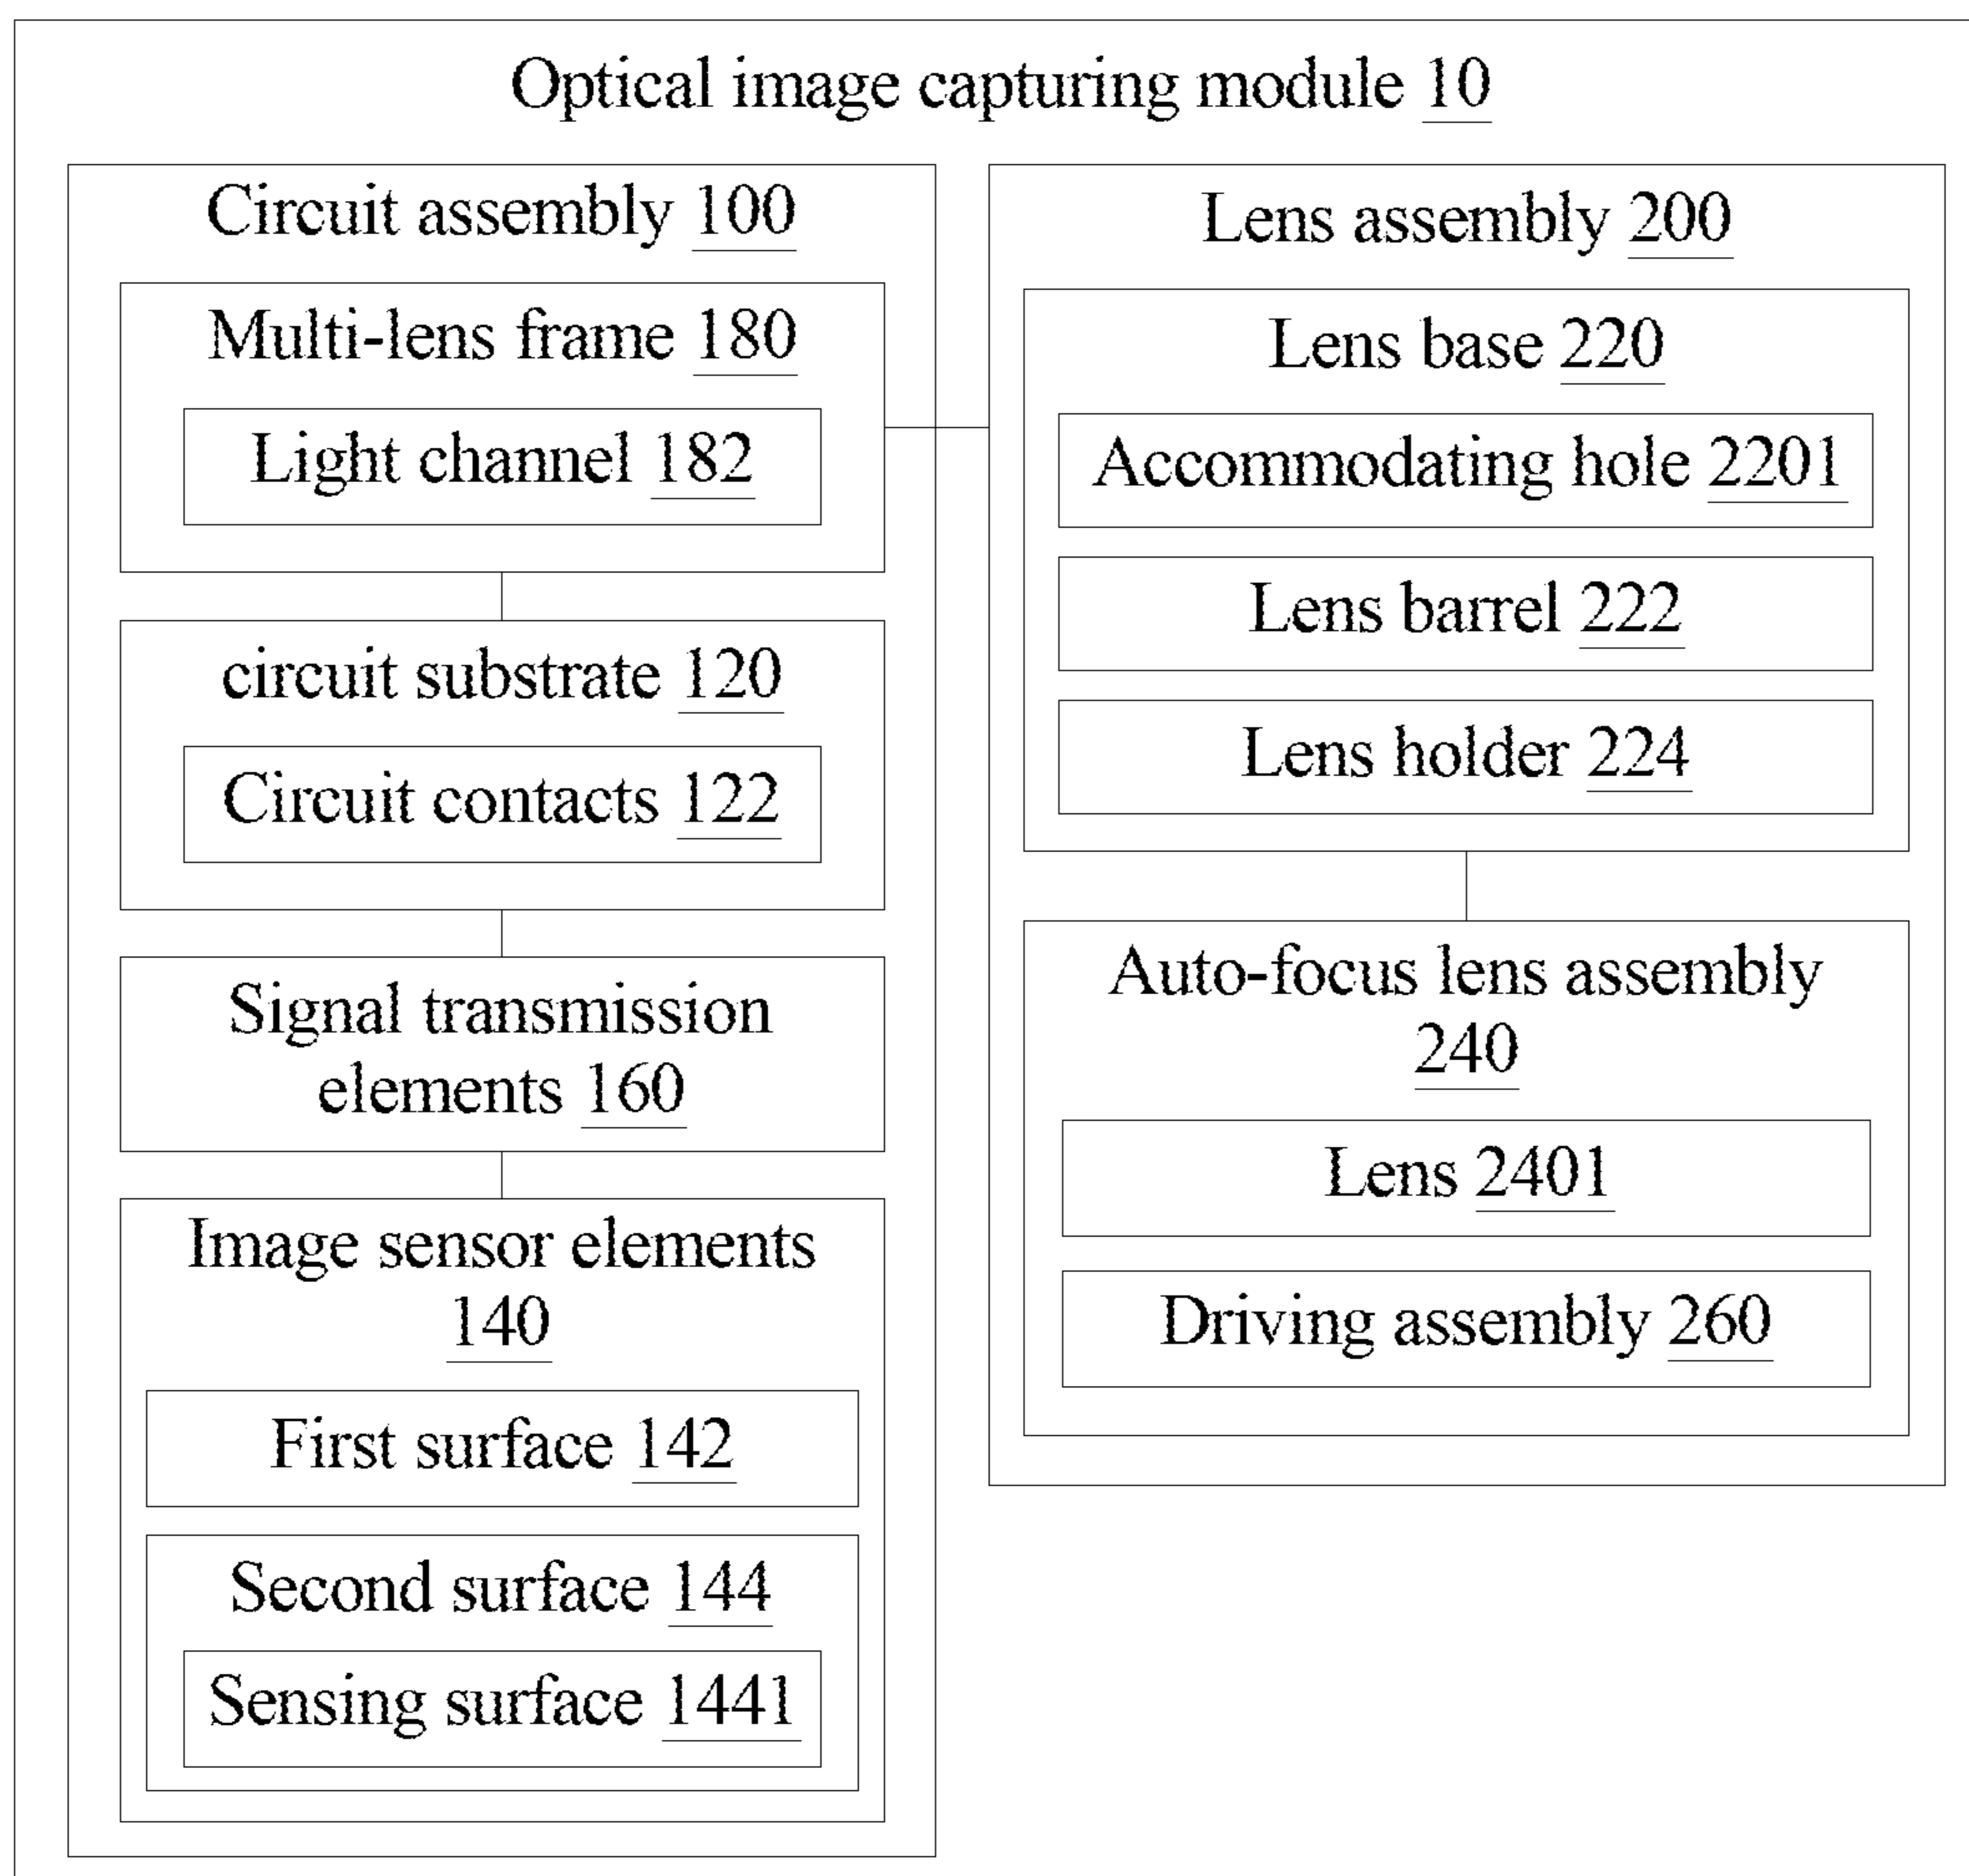 Optical image capturing module 10
Circuit assembly 100
Multi-lens frame 180
Light channel 182
circuit substrate 120
Circuit contacts 122
Signal transmission
elements 160
Image sensor elements
140
First surface 142
Second surface 144
Sensing surface 1441
Lens assembly 200
Lens base 220
Accommodating hole 2201
Lens barrel 222
Lens holder 224
Auto-focus lens assembly
240
Lens 2401
Driving assembly 260